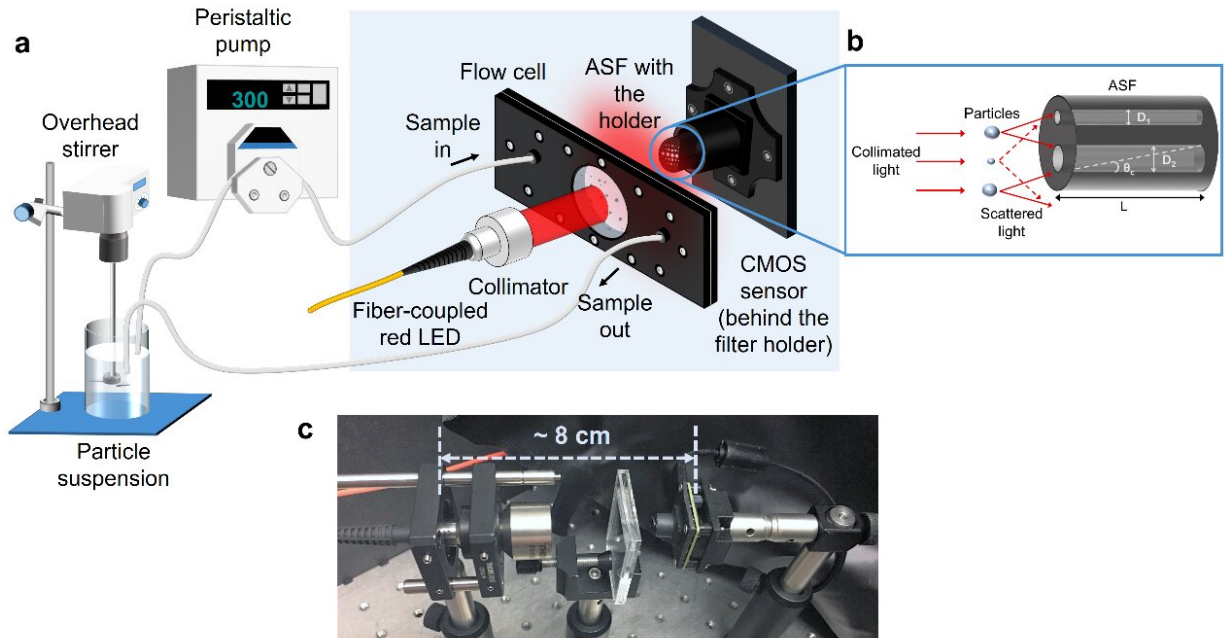 a
Peristaltic
pump
300
Overhead
stirrer
Flow cell
Sample
in
ASF with
the
holder
Collimator
Fiber-coupled
red LED
Sample
out
CMOS
sensor
(behind the
filter holder)
Particle
suspension
b
ASF
Particles
D1
Collimated
light
D2
θc
Scattered
light
L
c
~ 8 cm